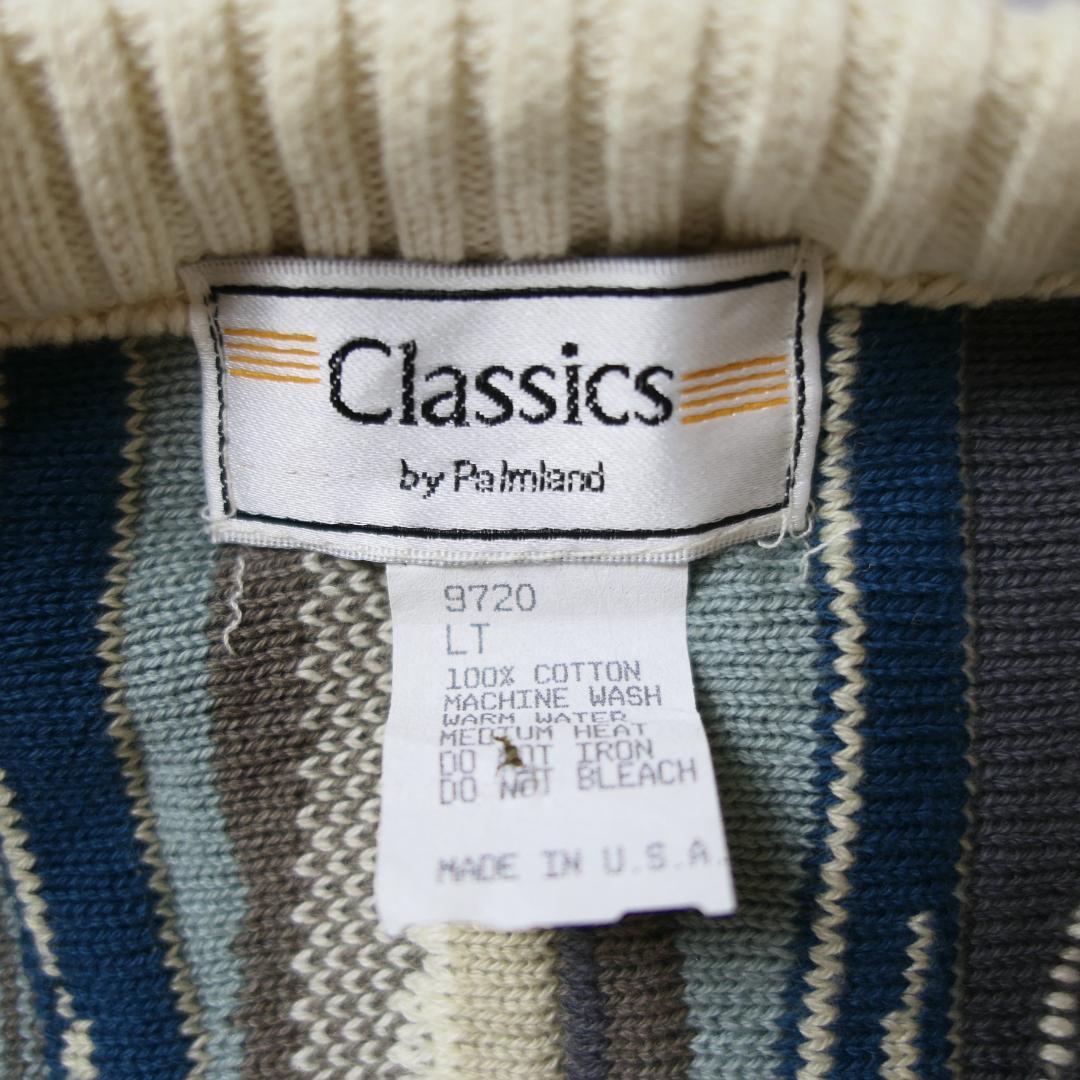 Classics
by Palmland
9720
LT
100% COTTON
MACHINE WASH
WARM WATER
MEDIUM HEAT
DO NOT IRON
DO NOT BLEACH
MADE IN U.S.A.